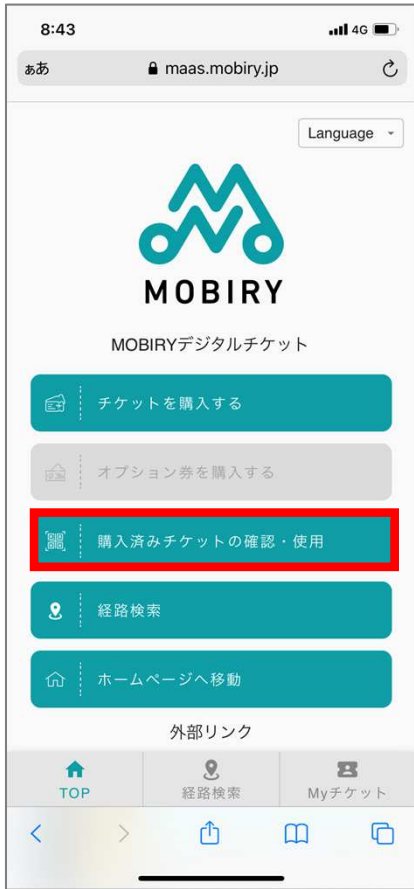 8:43
4G
ぁあ
maas.mobiry.jp
Language
MOBIRY
MOBIRYデジタルチケット
チケットを購入する
オプション券を購入する
購入済みチケットの確認・使用
経路検索
ホームページへ移動
外部リンク
TOP
経路検索
Myチケット